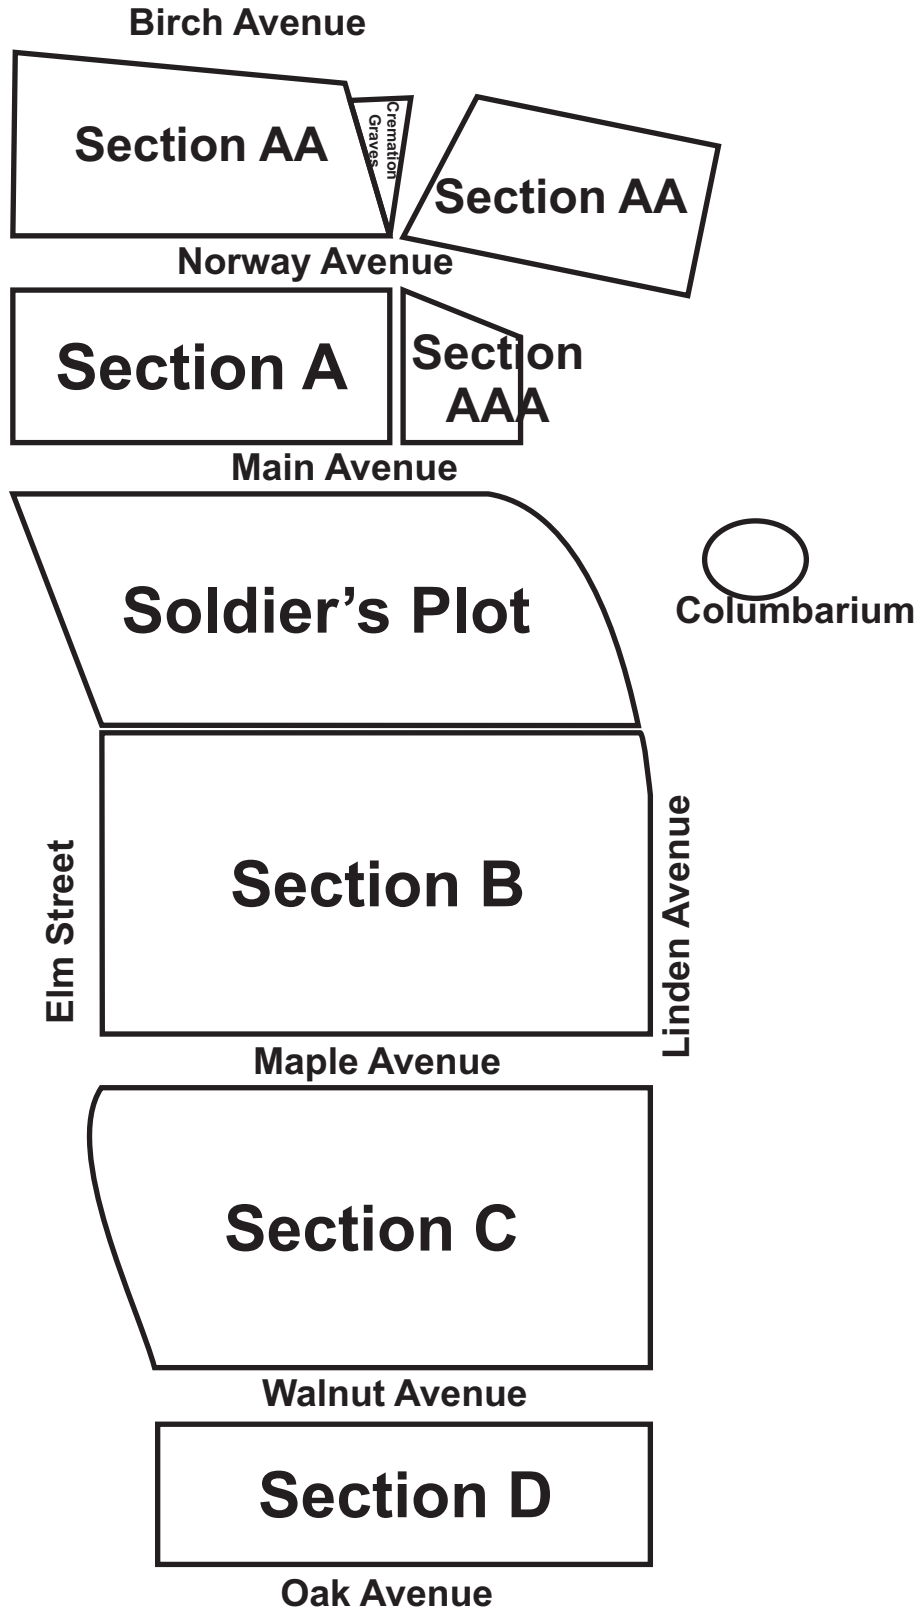 Birch Avenue
Section AA
Cremation
Graves
Section AA
Norway Avenue
Section A
Section
AAA
Main Avenue
Soldier’s Plot
Columbarium
Elm Street
Section B
Linden Avenue
Maple Avenue
Section C
Walnut Avenue
Section D
Oak Avenue